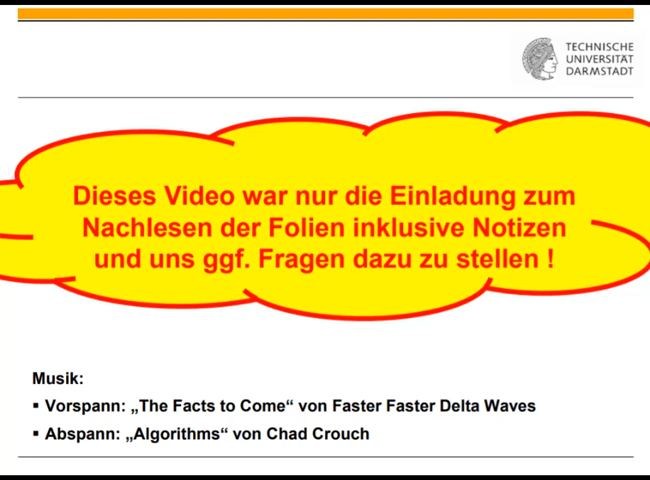 TECHNISCHE
UNIVERSITÄT
DARMSTADT
Dieses Video war nur die Einladung zum
Nachlesen der Folien inklusive Notizen
und uns ggf. Fragen dazu zu stellen !
Musik:
▪ Vorspann: „The Facts to Come“ von Faster Faster Delta Waves
▪ Abspann: „Algorithms“ von Chad Crouch